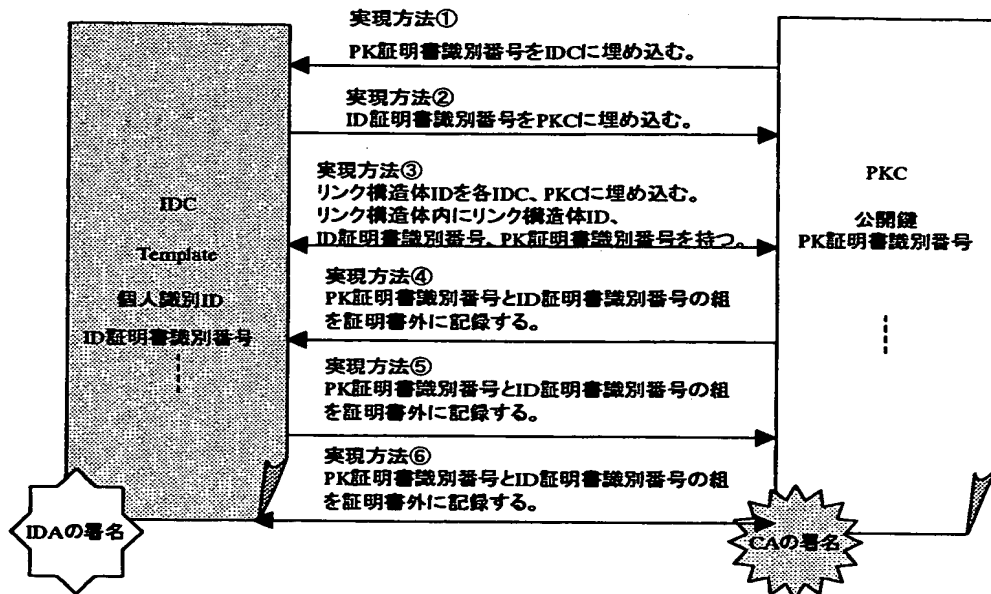 実現方法①
PK証明書識別番号をIDCに埋め込む。
実現方法②
ID証明書識別番号をPKCに埋め込む。
実現方法③
リンク構造体IDを各IDC、PKCに埋め込む。
リンク構造体内にリンク構造体ID、
ID証明書識別番号、PK証明書識別番号を持つ。
実現方法④
PK証明書識別番号とID証明書識別番号の組
を証明書外に記録する。
実現方法⑤
PK証明書識別番号とID証明書識別番号の組
を証明書外に記録する。
実現方法⑥
PK証明書識別番号とID証明書識別番号の組
を証明書外に記録する。
IDC
Template
個人識別ID
ID証明書識別番号
IDAの署名
PKC
公開鍵
PK証明書識別番号
CAの署名